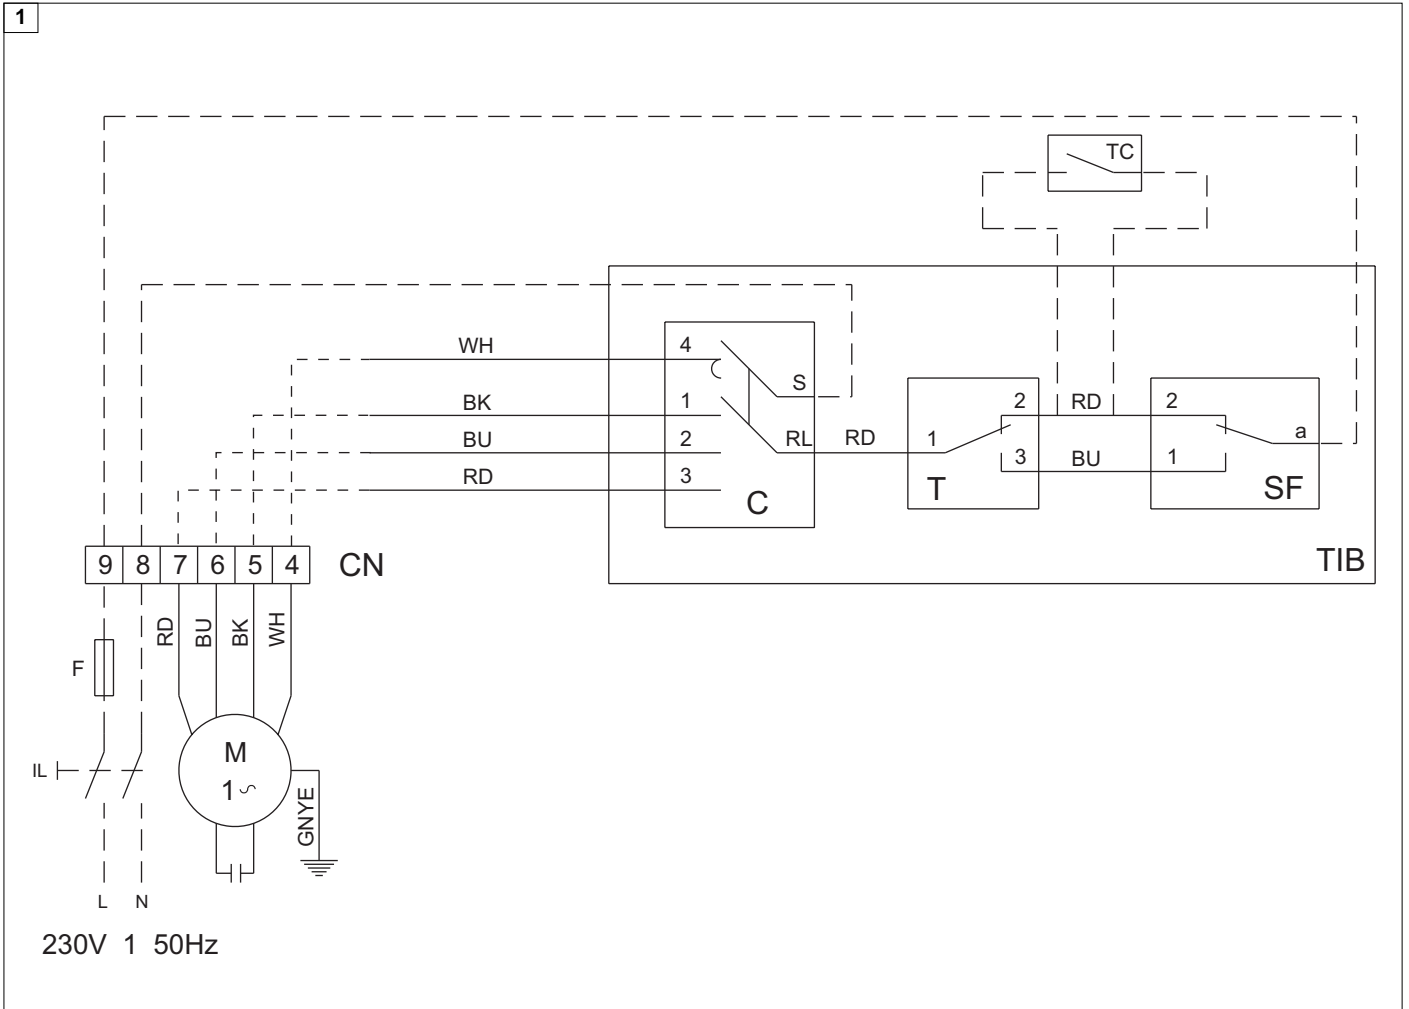 1
TC
4 WH S
1 BK
2 BU RL RD
3 RD C
1 2 3 T
RD
BU
2 1 a SF
TIB
9 8 7 6 5 4 CN
RD BU BK WH
F
M
1~
IL
GNYE
L N
230V 1 50Hz